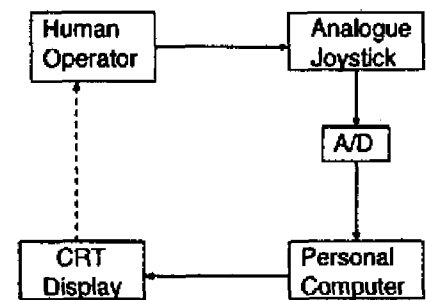 Human
Operator
Analogue
Joystick
A/D
CRT
Display
Personal
Computer